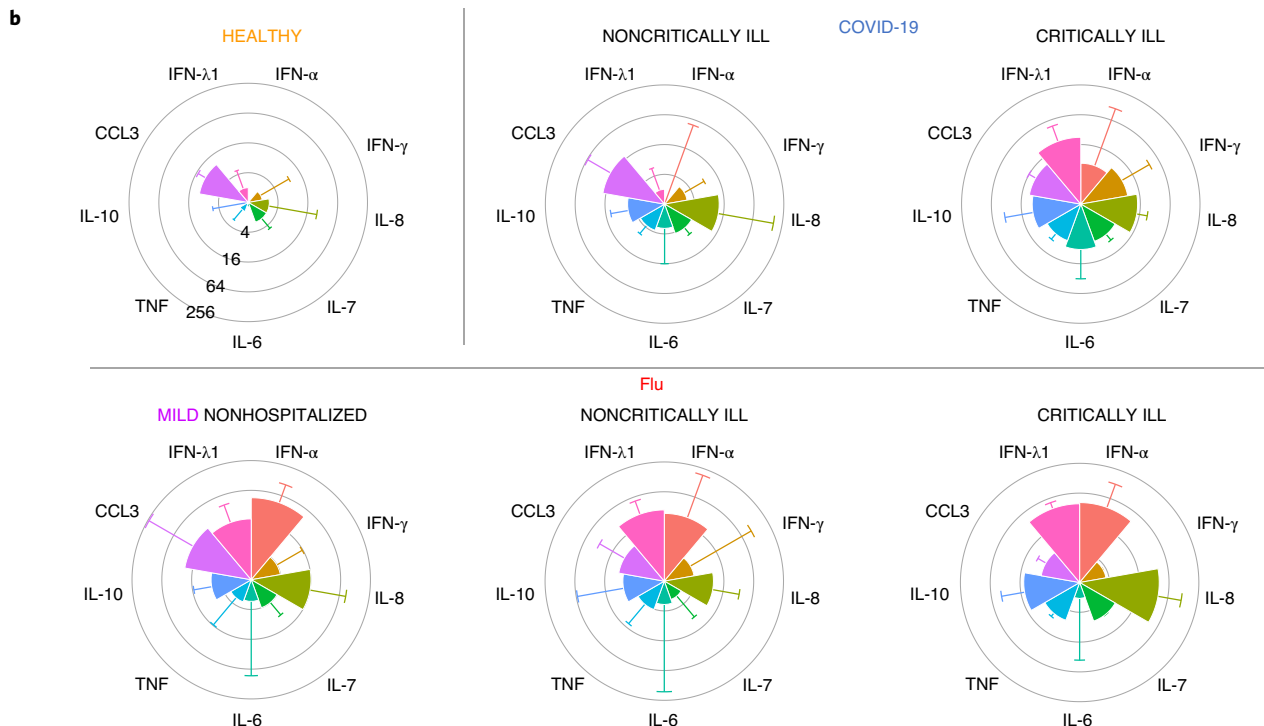 b
HEALTHY
IFN-λ1 IFN-α
CCL3
IL-10
TNF
IL-6
4
16
64
256
COVID-19
NONCRITICALLY ILL
IFN-λ1 IFN-α
CCL3 IFN-γ
IL-10 IL-8
TNF IL-7
IL-6
IFN-γ
IL-8
IL-7
CRITICALLY ILL
IFN-λ1 IFN-α
CCL3 IFN-γ
IL-10 IL-8
TNF IL-7
IL-6
Flu
MILD NONHOSPITALIZED
IFN-λ1 IFN-α
CCL3 IFN-γ
IL-10 IL-8
TNF IL-7
IL-6
NONCRITICALLY ILL
IFN-λ1 IFN-α
CCL3 IFN-γ
IL-10 IL-8
TNF IL-7
IL-6
CRITICALLY ILL
IFN-λ1 IFN-α
CCL3 IFN-γ
IL-10 IL-8
TNF IL-7
IL-6